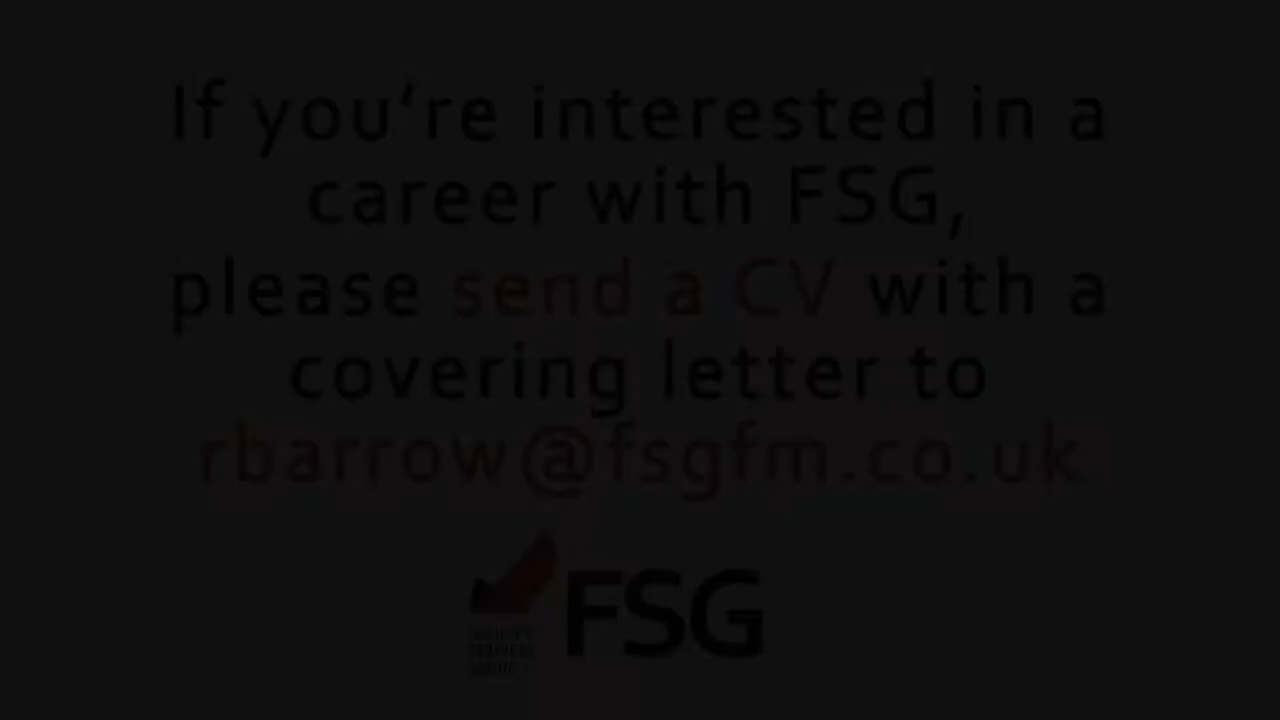 If you're interested in a
career with FSG,
please send a CV with a
covering letter to
rbarrow@fsgfm.co.uk
FSG